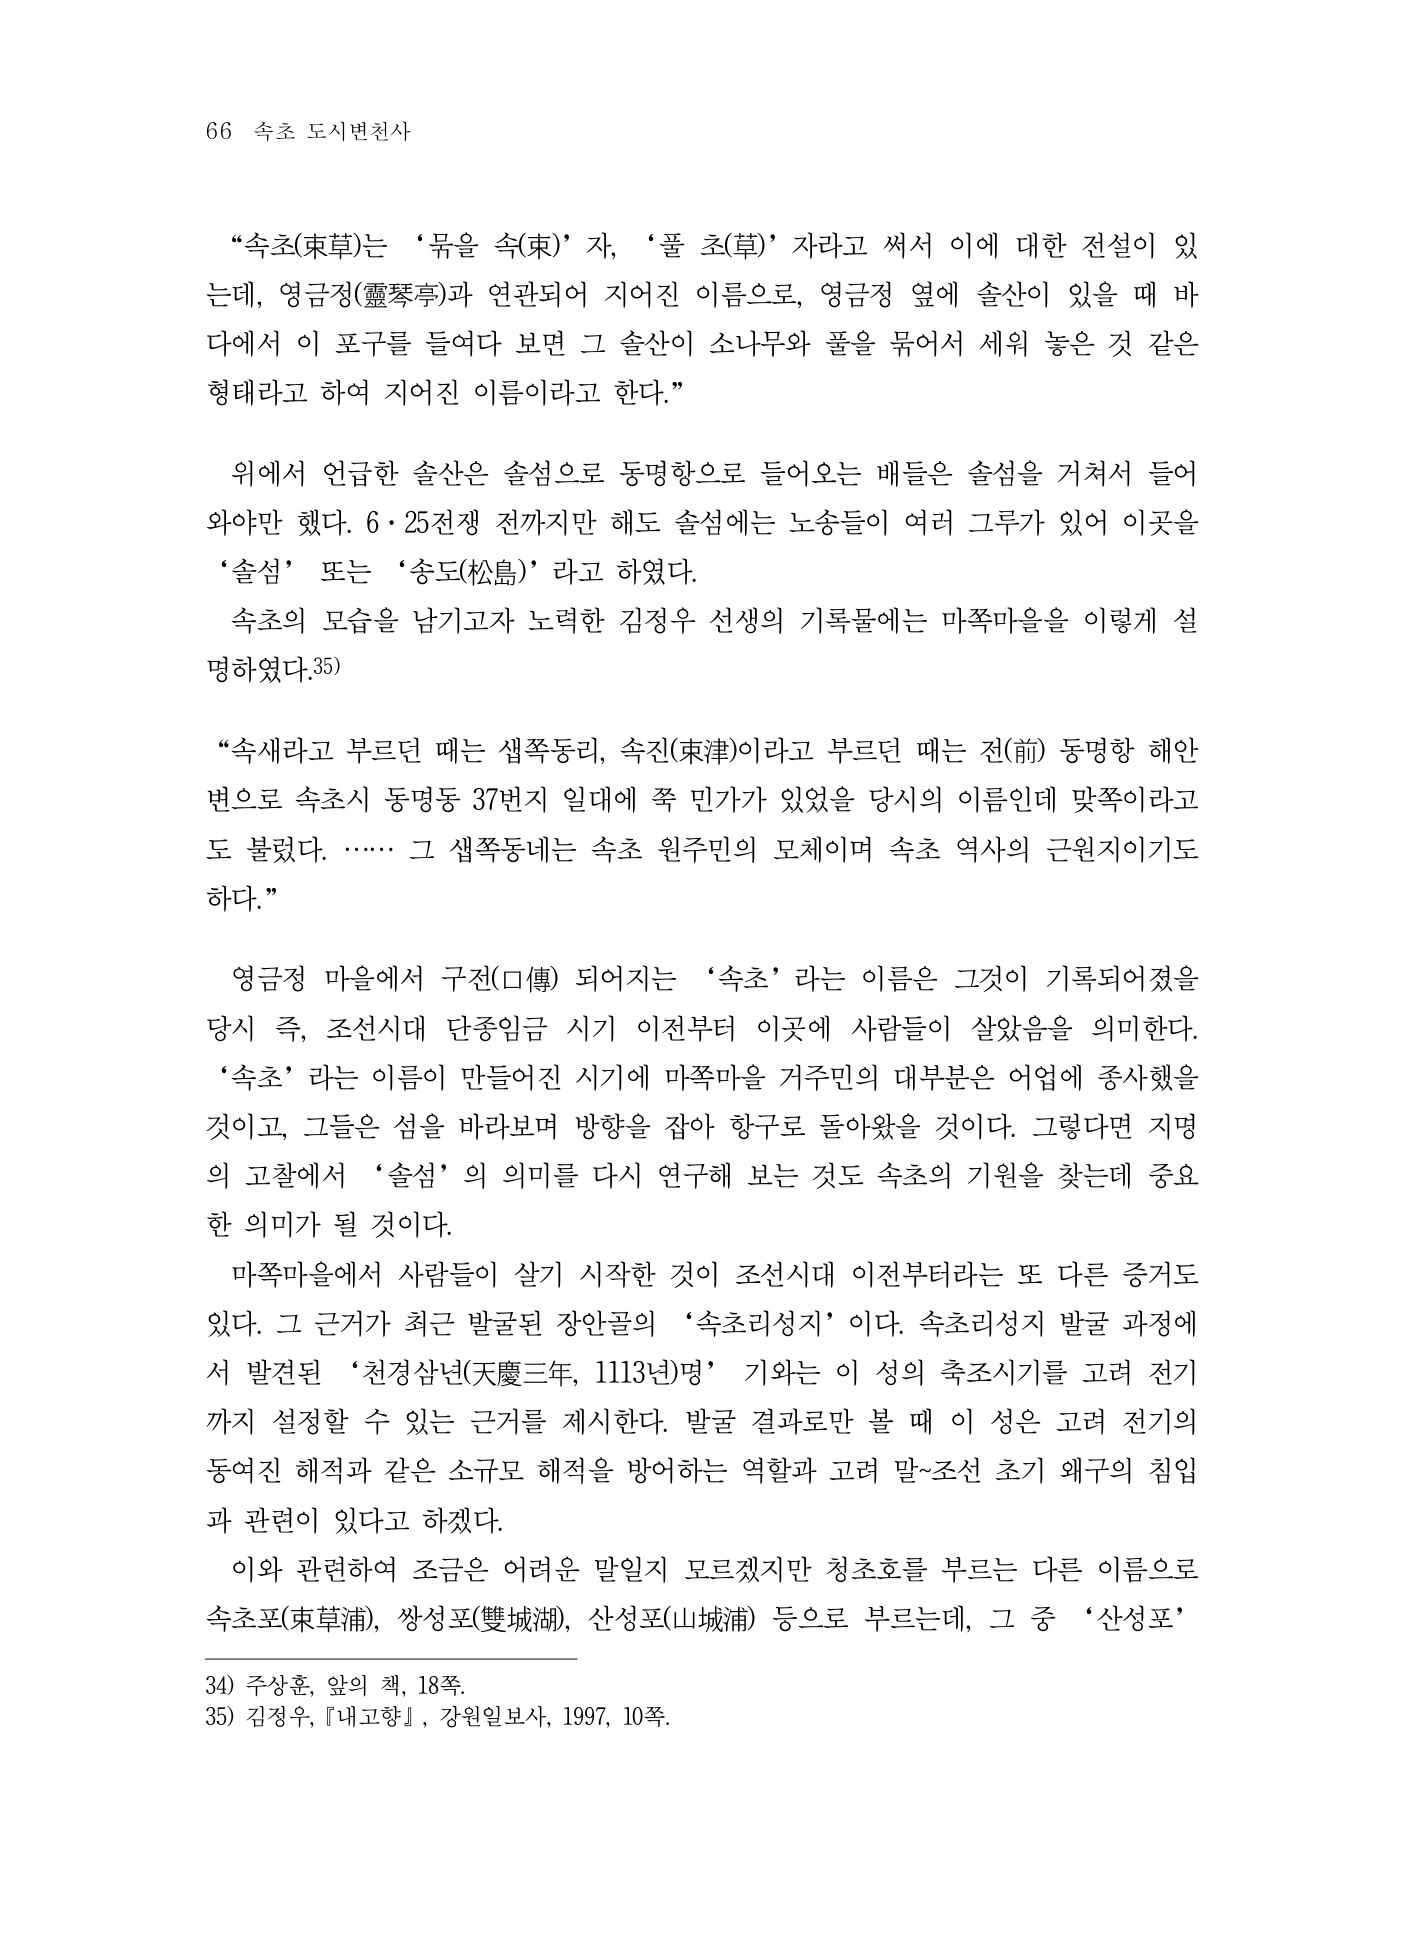 66 속초 도시변천사
“속초(束草)는 ‘묶을 속(束)’자, ‘풀 초(草)’자라고 써서 이에 대한 전설이 있
는데, 영금정(靈琴亭)과 연관되어 지어진 이름으로, 영금정 옆에 솔산이 있을 때 바
다에서 이 포구를 들여다 보면 그 솔산이 소나무와 풀을 묶어서 세워 놓은 것 같은
형태라고 하여 지어진 이름이라고 한다.”
위에서 언급한 솔산은 솔섬으로 동명항으로 들어오는 배들은 솔섬을 거쳐서 들어
와야만 했다. 6·25전쟁 전까지만 해도 솔섬에는 노송들이 여러 그루가 있어 이곳을
‘솔섬’ 또는 ‘송도(松島)’라고 하였다.
속초의 모습을 남기고자 노력한 김정우 선생의 기록물에는 마쪽마을을 이렇게 설
명하였다.35)
“속새라고 부르던 때는 샙쪽동리, 속진(束津)이라고 부르던 때는 전(前) 동명항 해안
변으로 속초시 동명동 37번지 일대에 쭉 민가가 있었을 당시의 이름인데 맞쪽이라고
도 불렀다. …… 그 샙쪽동네는 속초 원주민의 모체이며 속초 역사의 근원지이기도
하다.”
영금정 마을에서 구전(口傳) 되어지는 ‘속초’라는 이름은 그것이 기록되어졌을
당시 즉, 조선시대 단종임금 시기 이전부터 이곳에 사람들이 살았음을 의미한다.
‘속초’라는 이름이 만들어진 시기에 마쪽마을 거주민의 대부분은 어업에 종사했을
것이고, 그들은 섬을 바라보며 방향을 잡아 항구로 돌아왔을 것이다. 그렇다면 지명
의 고찰에서 ‘솔섬’의 의미를 다시 연구해 보는 것도 속초의 기원을 찾는데 중요
한 의미가 될 것이다.
마쪽마을에서 사람들이 살기 시작한 것이 조선시대 이전부터라는 또 다른 증거도
있다. 그 근거가 최근 발굴된 장안골의 ‘속초리성지’이다. 속초리성지 발굴 과정에
서 발견된 ‘천경삼년(天慶三年, 1113년)명’ 기와는 이 성의 축조시기를 고려 전기
까지 설정할 수 있는 근거를 제시한다. 발굴 결과로만 볼 때 이 성은 고려 전기의
동여진 해적과 같은 소규모 해적을 방어하는 역할과 고려 말~조선 초기 왜구의 침입
과 관련이 있다고 하겠다.
이와 관련하여 조금은 어려운 말일지 모르겠지만 청초호를 부르는 다른 이름으로
속초포(束草浦), 쌍성포(雙城湖), 산성포(山城浦) 등으로 부르는데, 그 중 ‘산성포’
34) 주상훈, 앞의 책, 18쪽.
35) 김정우,『내고향』, 강원일보사, 1997, 10쪽.